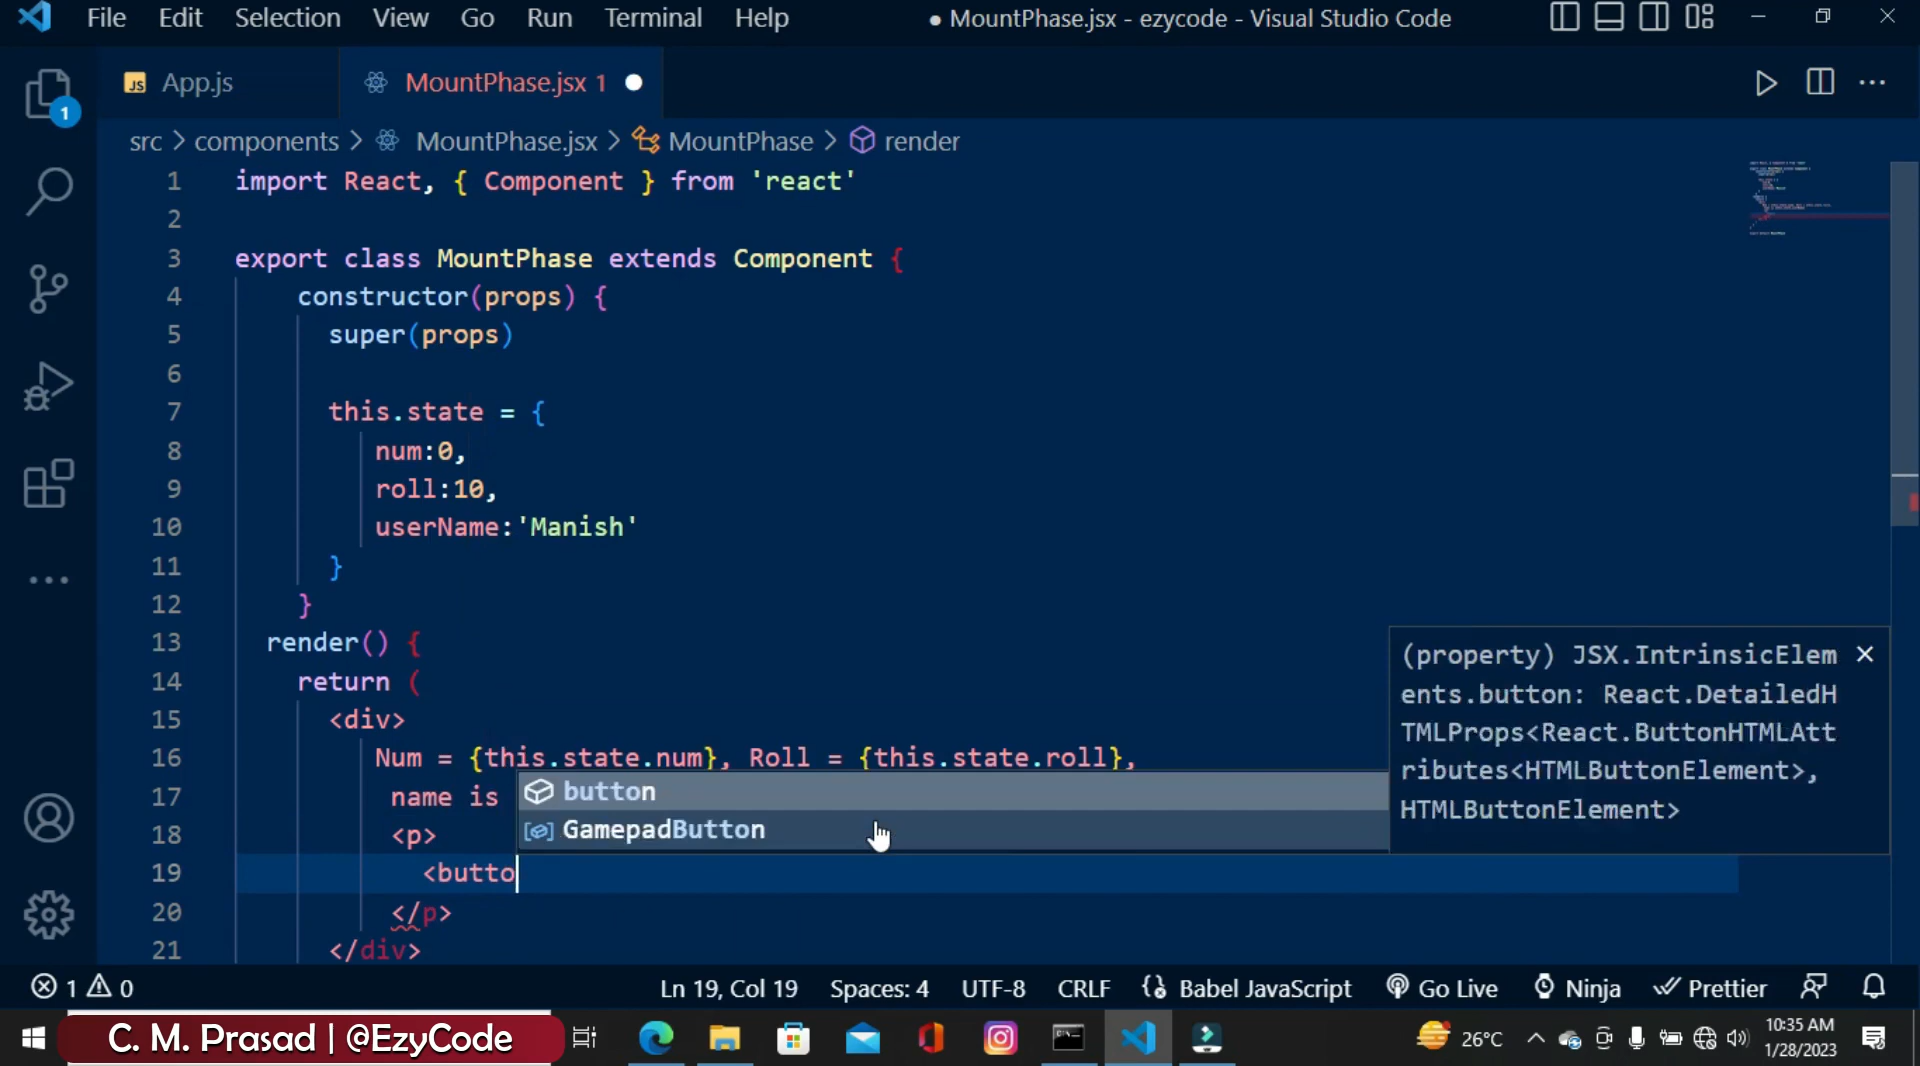 File Edit Selection View Go Run Terminal Help ● MountPhase.jsx - ezycode - Visual Studio Code
JS App.js MountPhase.jsx 1
1
src > components > MountPhase.jsx > MountPhase > render
1 import React, { Component } from 'react'
2
3 export class MountPhase extends Component {
4 constructor(props) {
5 super(props)
6
7 this.state = {
8 num:0,
9 roll:10,
10 userName:'Manish'
11 }
12 }
13 render() {
14 return (
15 <div>
16 Num = {this.state.num}, Roll = {this.state.roll},
17 name is
18 <p>
19 <butto
20 </p>
21 </div>
button
GamepadButton
(property) JSX.IntrinsicElem
ents.button: React.DetailedH
TMLProps<React.ButtonHTMLAtt
ributes<HTMLButtonElement>,
HTMLButtonElement>
1 0 Ln 19, Col 19 Spaces: 4 UTF-8 CRLF Babel JavaScript Go Live Ninja Prettier
C. M. Prasad | @EzyCode
26°C
10:35 AM
1/28/2023